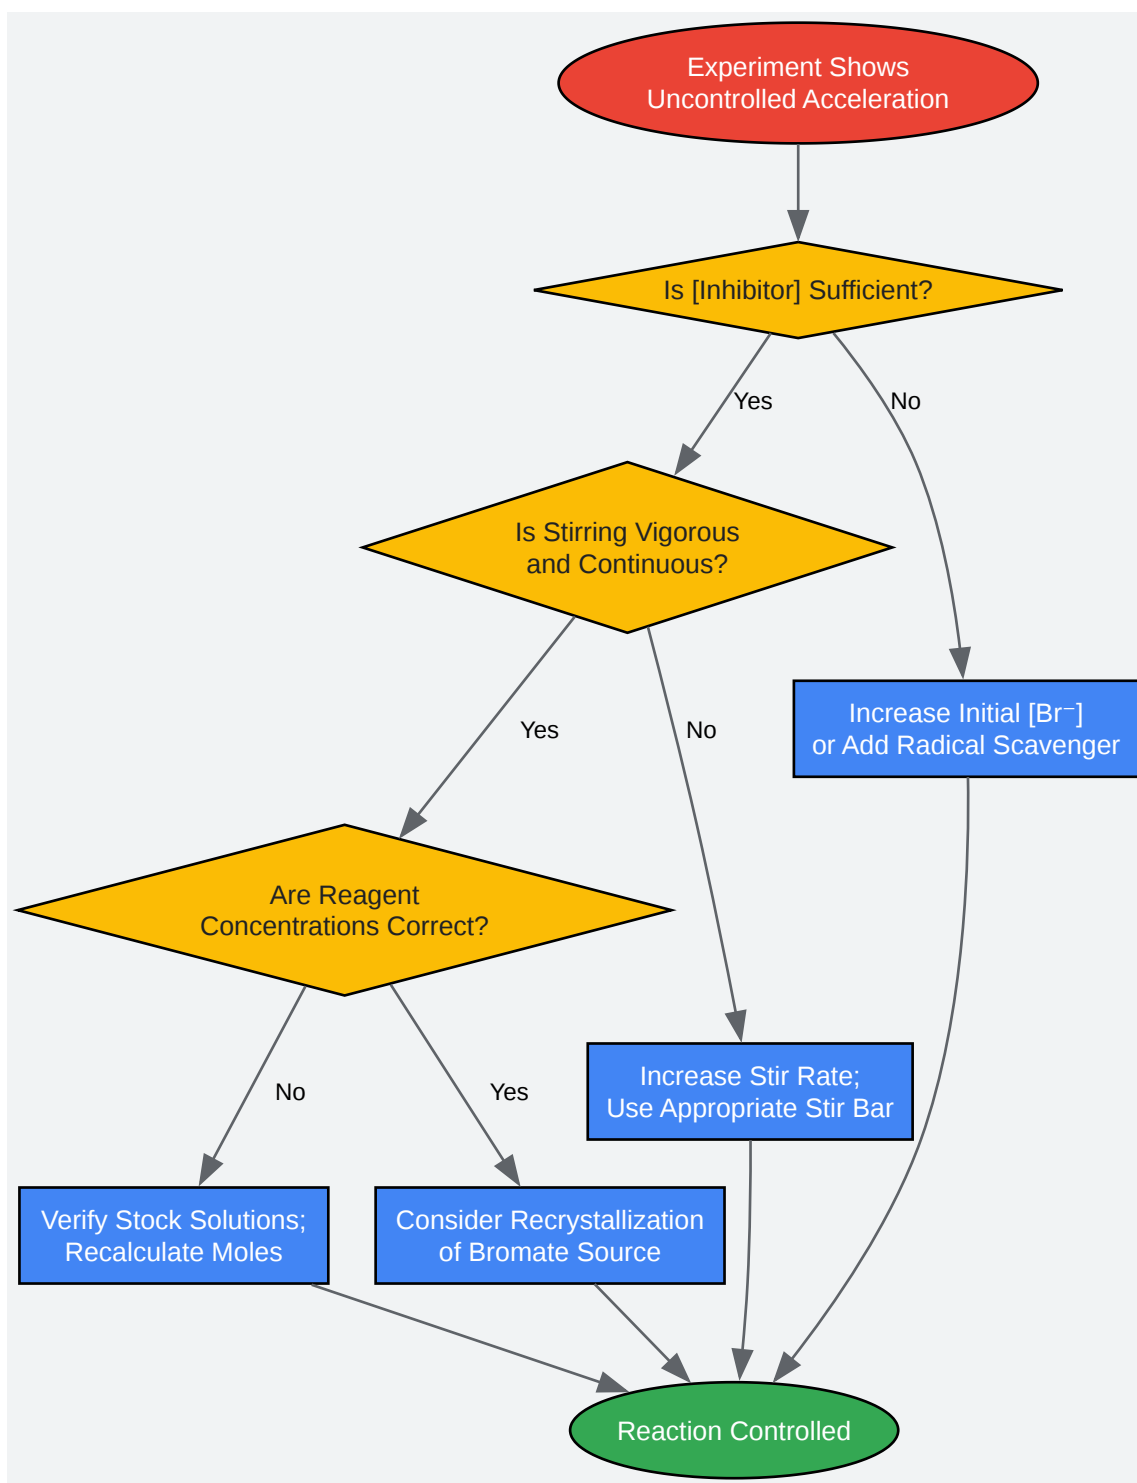 Experiment Shows
Uncontrolled Acceleration
Is [Inhibitor] Sufficient?
Yes
No
Is Stirring Vigorous
and Continuous?
Increase Initial [Br⁻]
or Add Radical Scavenger
Yes
No
Are Reagent
Concentrations Correct?
Increase Stir Rate;
Use Appropriate Stir Bar
No
Yes
Verify Stock Solutions;
Recalculate Moles
Consider Recrystallization
of Bromate Source
Reaction Controlled